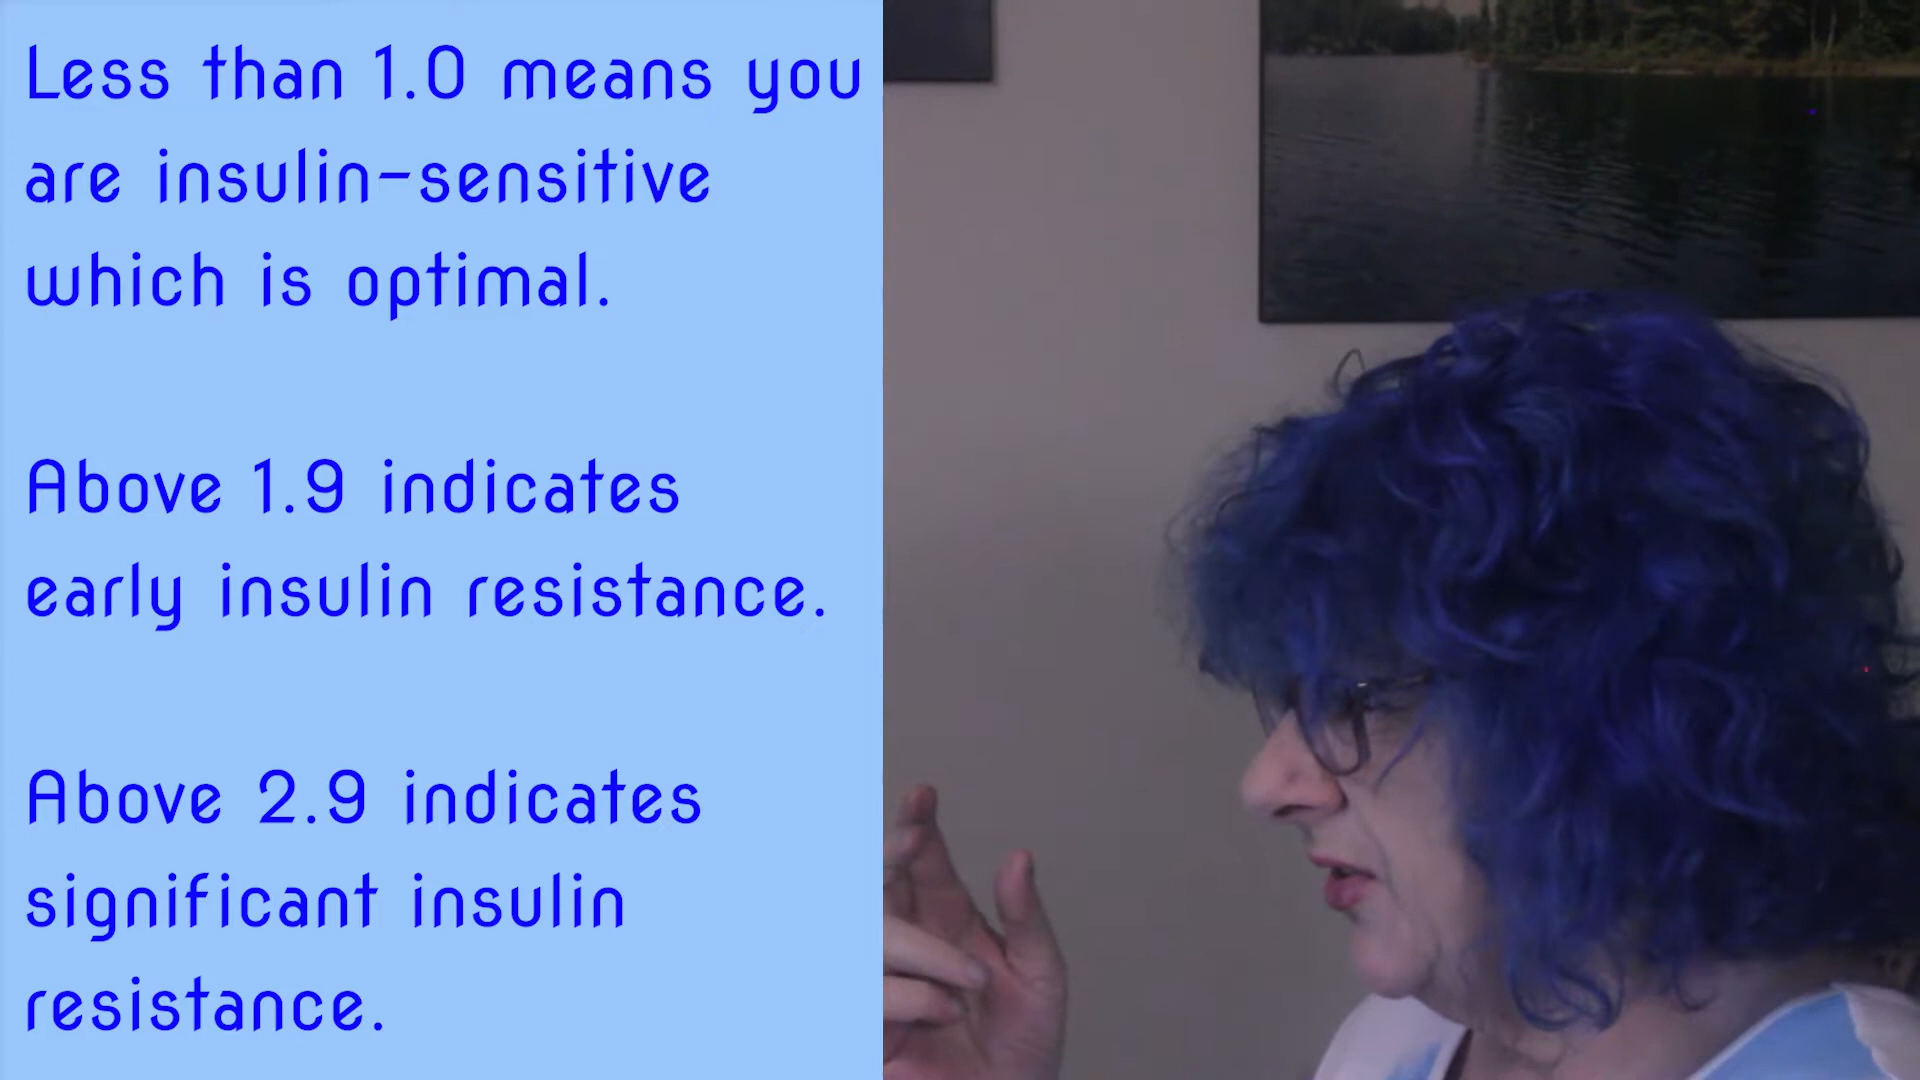 Less than 1.0 means you
are insulin-sensitive
which is optimal.
Above 1.9 indicates
early insulin resistance.
Above 2.9 indicates
significant insulin
resistance.